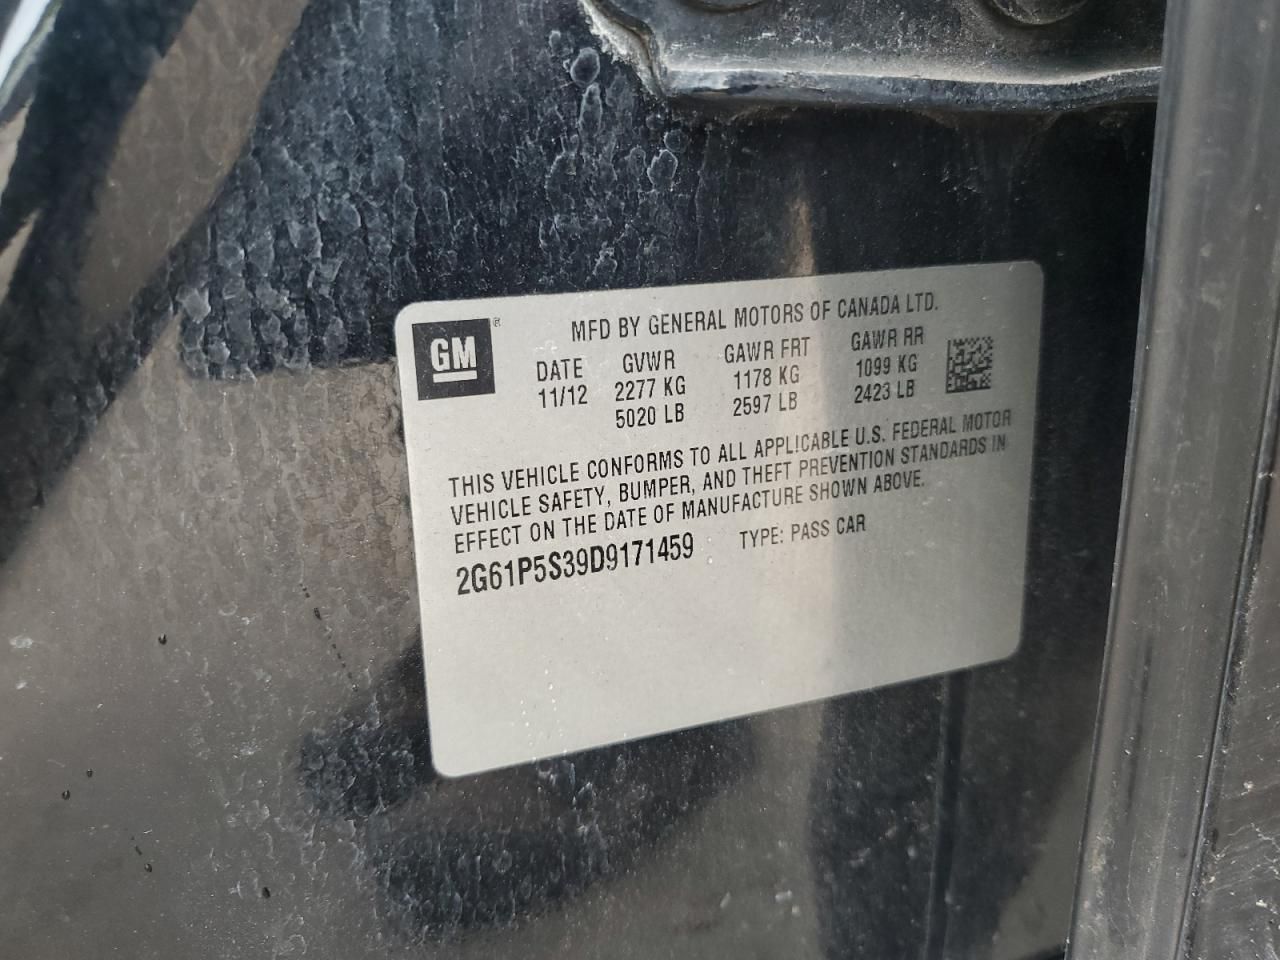 GM ®
MFD BY GENERAL MOTORS OF CANADA LTD.
DATE GVWR GAWR FRT GAWR RR
11/12 2277 KG 1178 KG 1099 KG
5020 LB 2597 LB 2423 LB
THIS VEHICLE CONFORMS TO ALL APPLICABLE U.S. FEDERAL MOTOR
VEHICLE SAFETY, BUMPER, AND THEFT PREVENTION STANDARDS IN
EFFECT ON THE DATE OF MANUFACTURE SHOWN ABOVE.
2G61P5S39D9171459 TYPE: PASS CAR